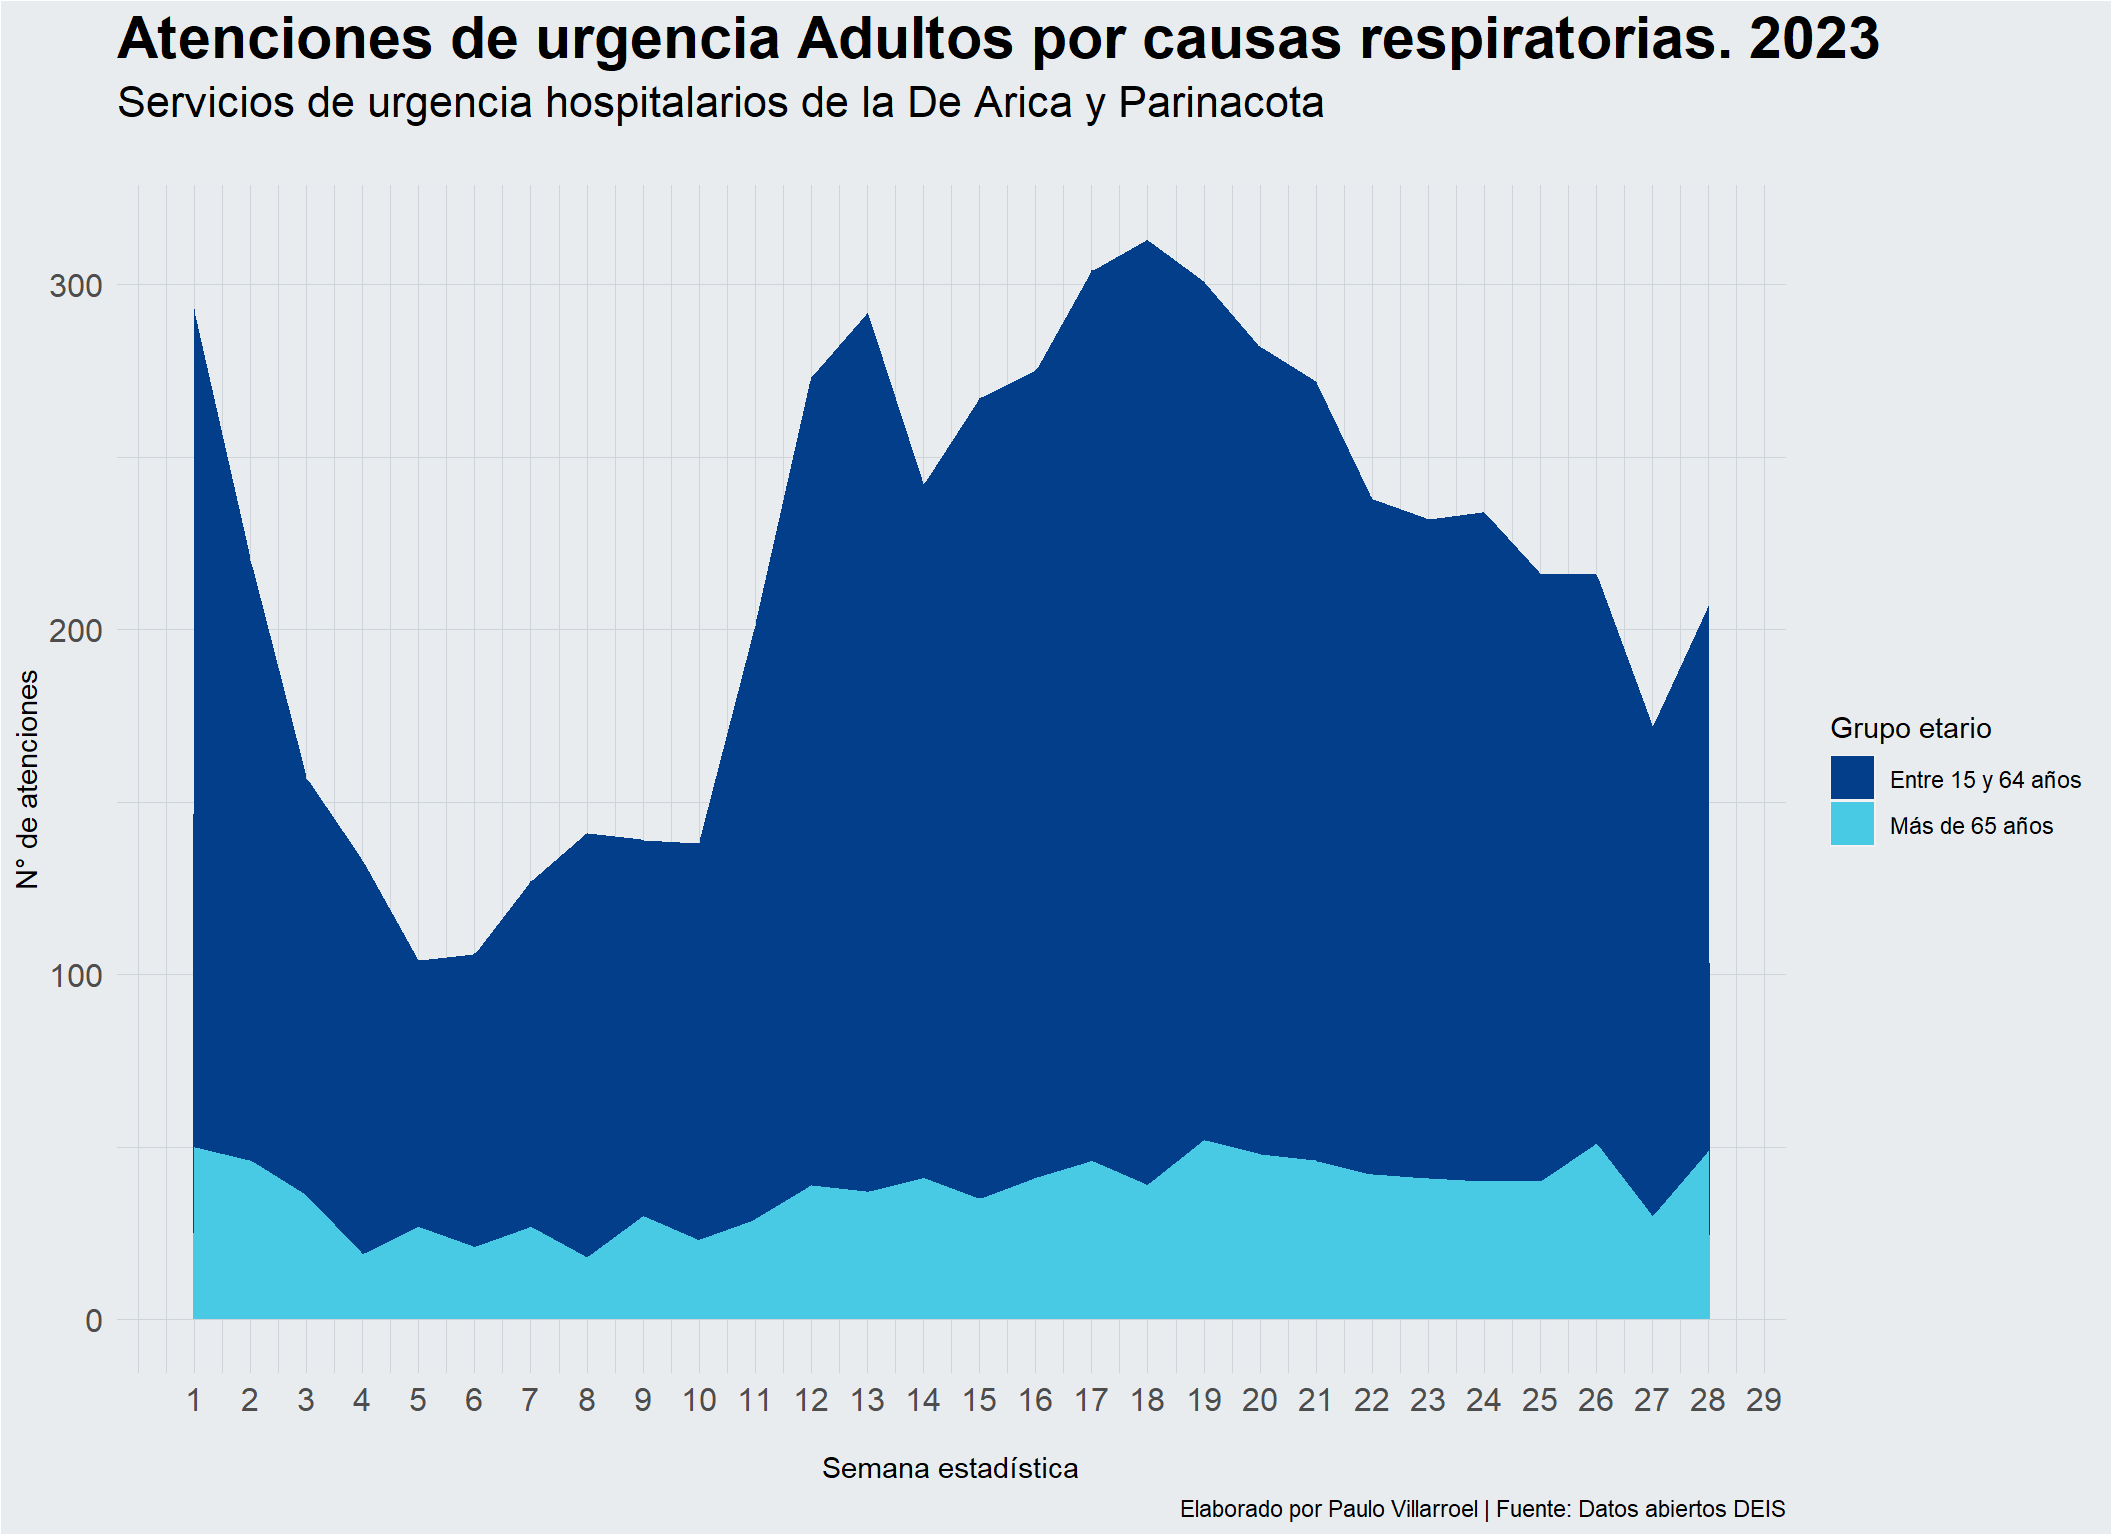 Atenciones de urgencia Adultos por causas respiratorias. 2023
Servicios de urgencia hospitalarios de la De Arica y Parinacota
300
200
100
0
N° de atenciones
1 2 3 4 5 6 7 8 9 10 11 12 13 14 15 16 17 18 19 20 21 22 23 24 25 26 27 28 29
Semana estadística
Grupo etario
Entre 15 y 64 años
Más de 65 años
Elaborado por Paulo Villarroel | Fuente: Datos abiertos DEIS